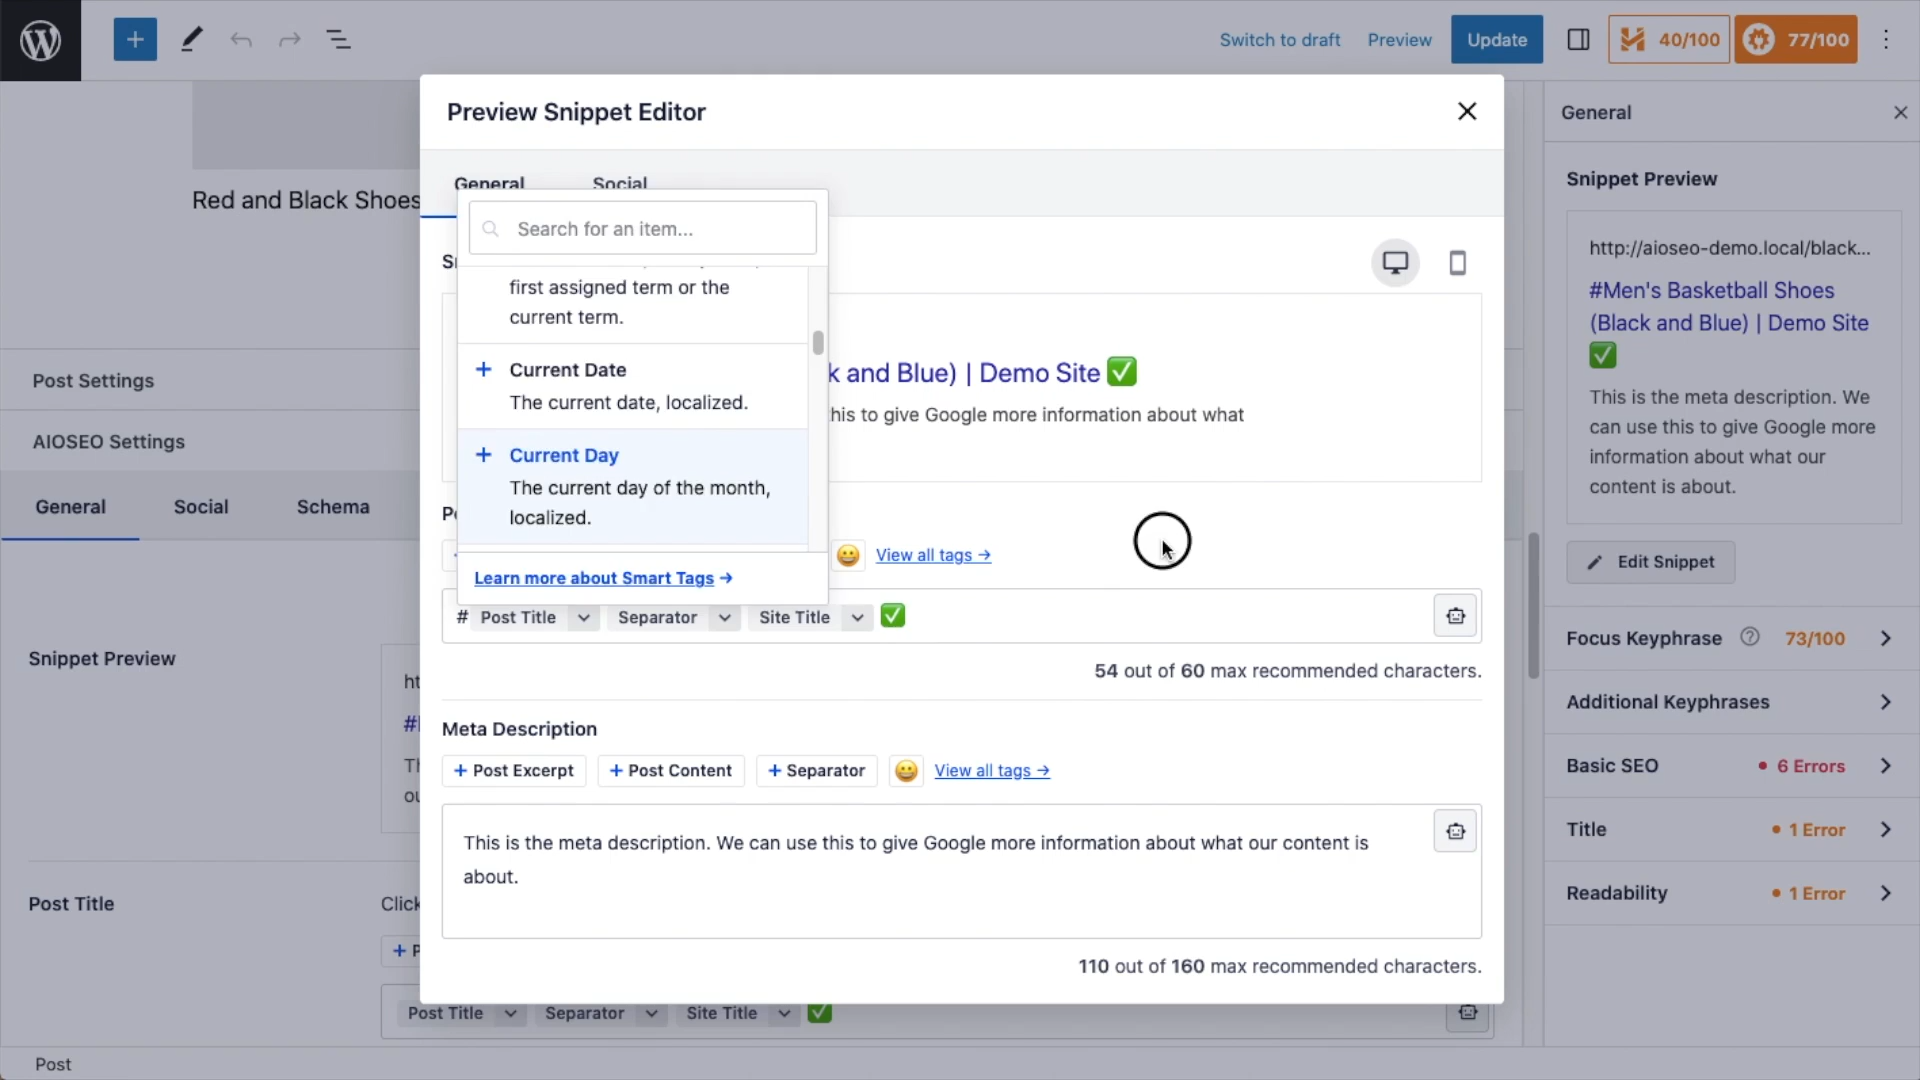 Switch to draft
Preview
Update
40/100
77/100
Preview Snippet Editor
General
General
Social
Snippet Preview
Red and Black Shoes
Search for an item...
http://aioseo-demo.local/black...
#Men's Basketball Shoes
(Black and Blue) | Demo Site
✅
first assigned term or the
current term.
Current Date
The current date, localized.
k and Blue) | Demo Site ✅
his to give Google more information about what
This is the meta description. We
can use this to give Google more
information about what our
content is about.
Post Settings
AIOSEO Settings
Current Day
The current day of the month,
localized.
General
Social
Schema
😀 View all tags →
Edit Snippet
Learn more about Smart Tags →
# Post Title
Separator
Site Title
✅
Focus Keyphrase
73/100
Snippet Preview
54 out of 60 max recommended characters.
Additional Keyphrases
Meta Description
+ Post Excerpt
+ Post Content
+ Separator
😀 View all tags →
Basic SEO
6 Errors
This is the meta description. We can use this to give Google more information about what our content is
about.
Title
1 Error
Post Title
Click
Readability
1 Error
110 out of 160 max recommended characters.
Post Title
Separator
Site Title
✅
Post